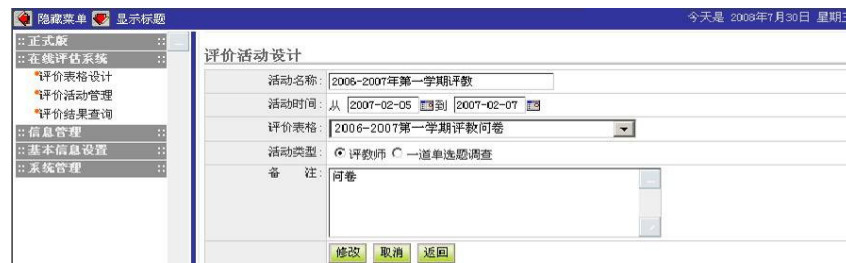 隐藏菜单 显示标题
今天是 2008年7月30日 星期三
::正式版 ::
::在线评估系统 ::
评价表格设计
评价活动管理
评价结果查询
::信息管理 ::
::基本信息设置 ::
::系统管理 ::
评价活动设计
活动名称: 2006-2007年第一学期评教
活动时间: 从 2007-02-05 到 2007-02-07
评价表格: 2006-2007第一学期评教问卷
活动类型: 评教师 一道单选题调查
备 注: 问卷
修改 取消 返回